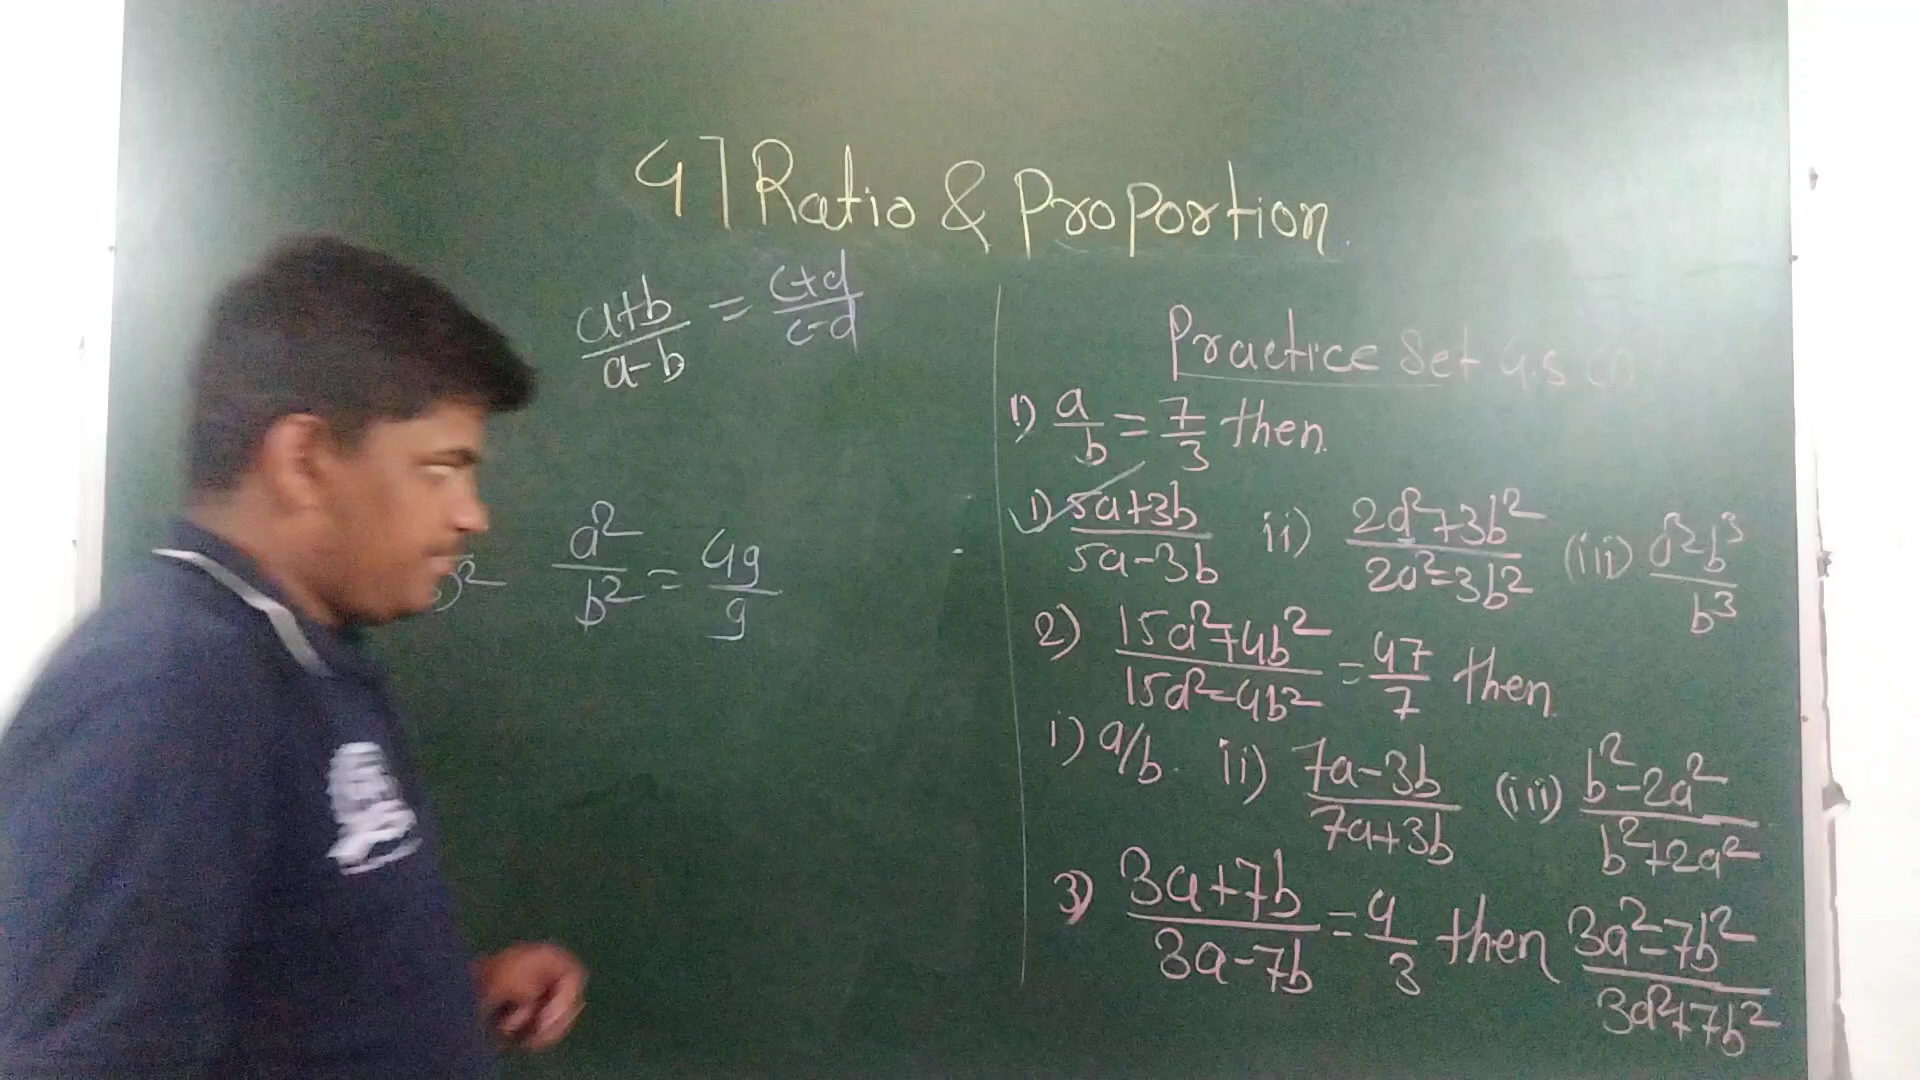 4] Ratio & Proportion.
a+b/a-b = c+d/c-d
)² a²/b² = 49/9
Practice Set 4.3
1) a/b = 7/3 then
i) 5a+3b/5a-3b ii) 2a²+3b²/2a²-3b² (iii) b³/b³
2) 15a²+4b²/15a²-4b² = 47/7 then
i) a/b. ii) 7a-3b/7a+3b (iii) b²-2a²/b²+2a²
3) 3a+7b/3a-7b = 4/3 then 3a²-7b²/3a²+7b²